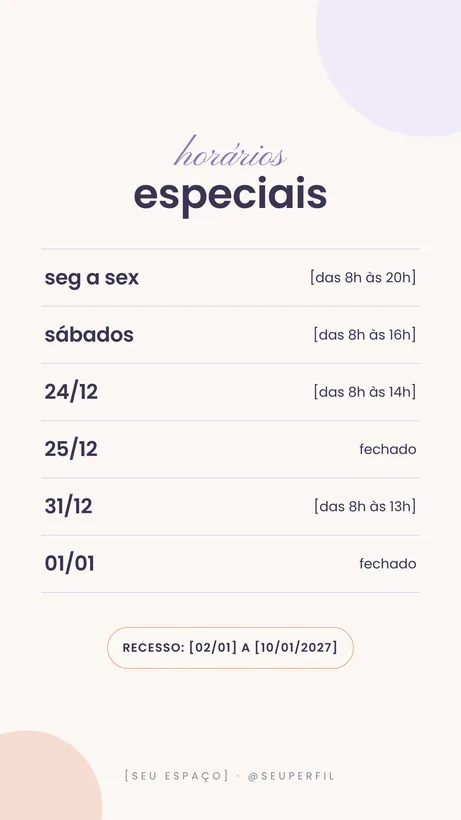 horários
especiais
seg a sex [das 8h às 20h]
sábados [das 8h às 16h]
24/12 [das 8h às 14h]
25/12 fechado
31/12 [das 8h às 13h]
01/01 fechado
RECESSO: [02/01] A [10/01/2027]
[SEU ESPAÇO] · @SEUPERFIL